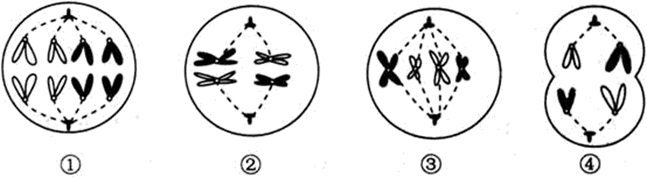 ① ② ③ ④